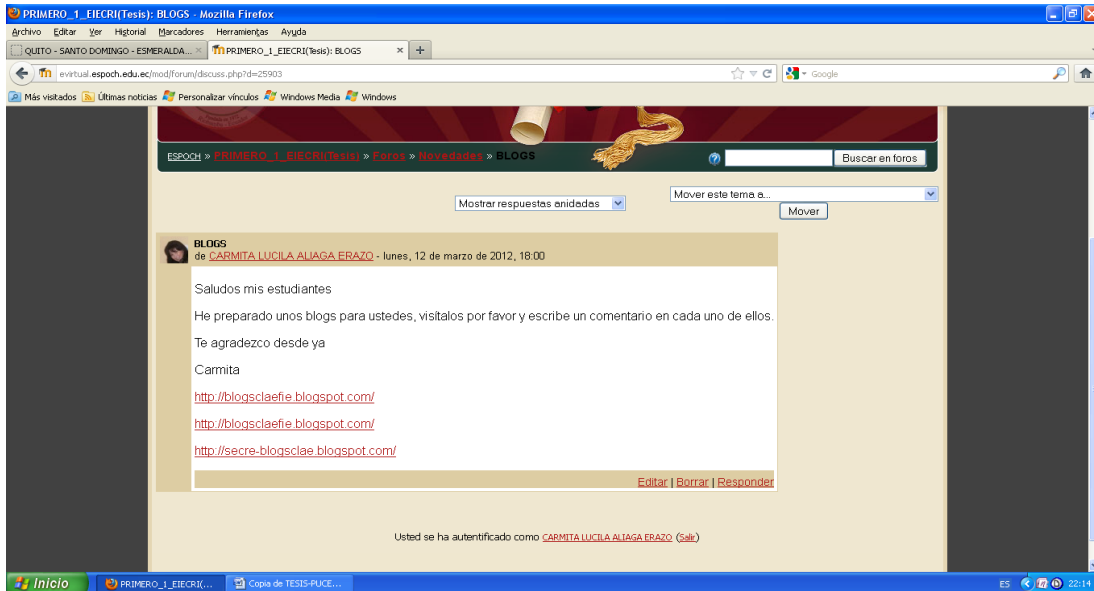 PRIMERO_1_EIECRI(Tesis): BLOGS - Mozilla Firefox
Archivo Editar Ver Historial Marcadores Herramientas Ayuda
QUITO - SANTO DOMINGO - ESMERALDA... PRIMERO_1_EIECRI(Tesis): BLOGS
evirtual.espoch.edu.ec/mod/forum/discuss.php?d=25903 Google
Más visitados Últimas noticias Personalizar vínculos Windows Media Windows
ESPOCH » PRIMERO_1_EIECRI(Tesis) » Foros » Novedades » BLOGS Buscar en foros
Mostrar respuestas anidadas Mover este tema a...
Mover
BLOGS
de CARMITA LUCILA ALIAGA ERAZO - lunes, 12 de marzo de 2012, 18:00
Saludos mis estudiantes
He preparado unos blogs para ustedes, visítalos por favor y escribe un comentario en cada uno de ellos.
Te agradezco desde ya
Carmita
http://blogsclaefie.blogspot.com/
http://blogsclaefie.blogspot.com/
http://secre-blogsclae.blogspot.com/
Editar | Borrar | Responder
Usted se ha autentificado como CARMITA LUCILA ALIAGA ERAZO (Salir)
Inicio PRIMERO_1_EIECRI(... Copia de TESIS-PUCE... ES 22:14